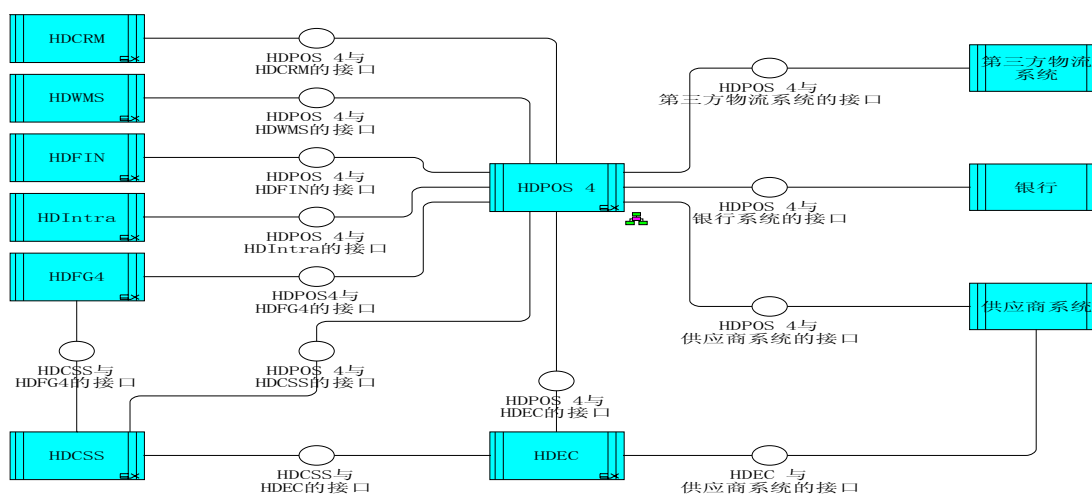 HDCRM
HDPOS 4与
HDCRM的接口
第三方物流
系统
HDPOS 4与
第三方物流系统的接口
HDWMS
HDPOS 4与
HDWMS的接口
HDFIN
HDPOS 4与
HDFIN的接口
HDPOS 4
HDPOS 4与
银行系统的接口
银行
HDIntra
HDPOS 4与
HDIntra的接口
HDFG4
HDPOS4与
HDFG4的接口
HDPOS 4与
供应商系统的接口
供应商系统
HDCSS与
HDFG4的接口
HDPOS 4与
HDCSS的接口
HDPOS 4与
HDEC的接口
HDCSS
HDCSS与
HDEC的接口
HDEC
HDEC 与
供应商系统的接口